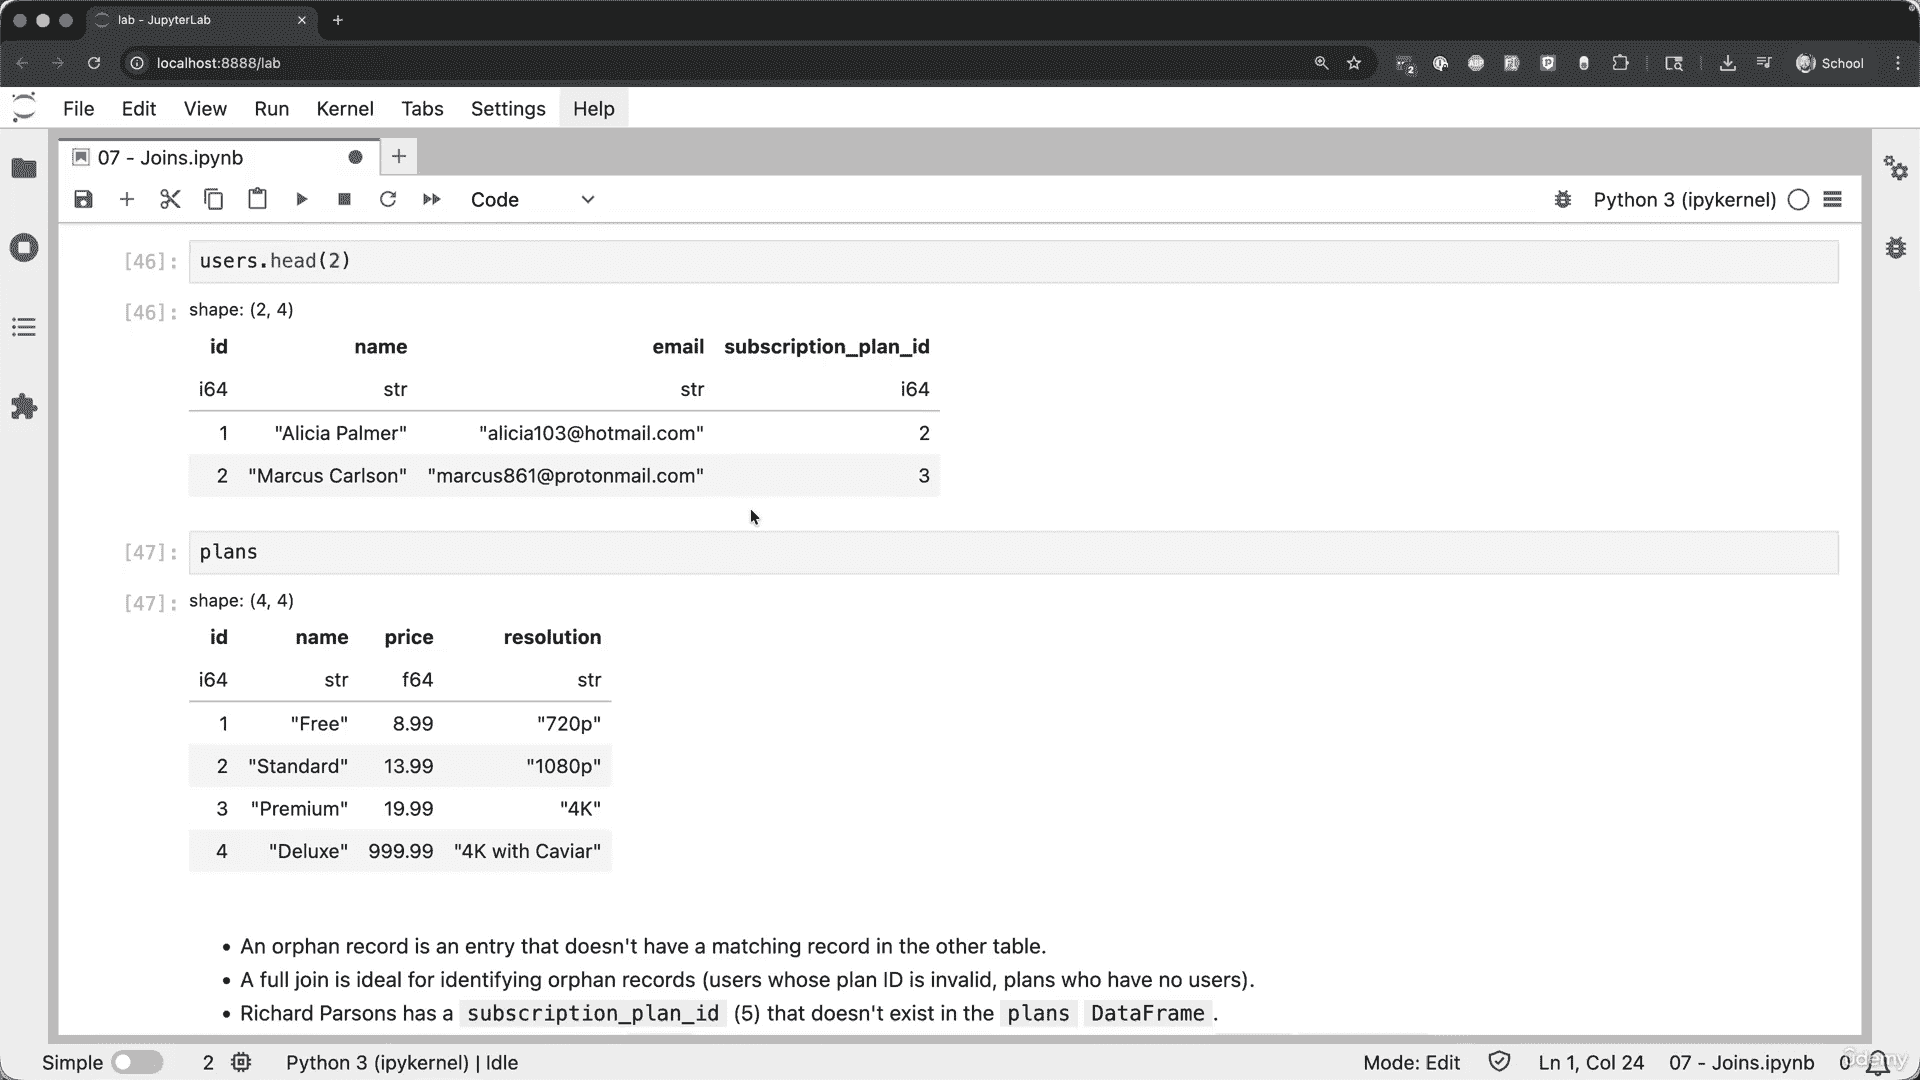 lab - JupyterLab
localhost:8888/lab
2
School
File Edit View Run Kernel Tabs Settings Help
07 - Joins.ipynb
Code
Python 3 (ipykernel)
[46]: users.head(2)
[46]: shape: (2, 4)
id name email subscription_plan_id
i64 str str i64
1 "Alicia Palmer" "alicia103@hotmail.com" 2
2 "Marcus Carlson" "marcus861@protonmail.com" 3
[47]: plans
[47]: shape: (4, 4)
id name price resolution
i64 str f64 str
1 "Free" 8.99 "720p"
2 "Standard" 13.99 "1080p"
3 "Premium" 19.99 "4K"
4 "Deluxe" 999.99 "4K with Caviar"
• An orphan record is an entry that doesn't have a matching record in the other table.
• A full join is ideal for identifying orphan records (users whose plan ID is invalid, plans who have no users).
• Richard Parsons has a subscription_plan_id (5) that doesn't exist in the plans DataFrame.
Simple 2 Python 3 (ipykernel) | Idle Mode: Edit Ln 1, Col 24 07 - Joins.ipynb 0
Udemy